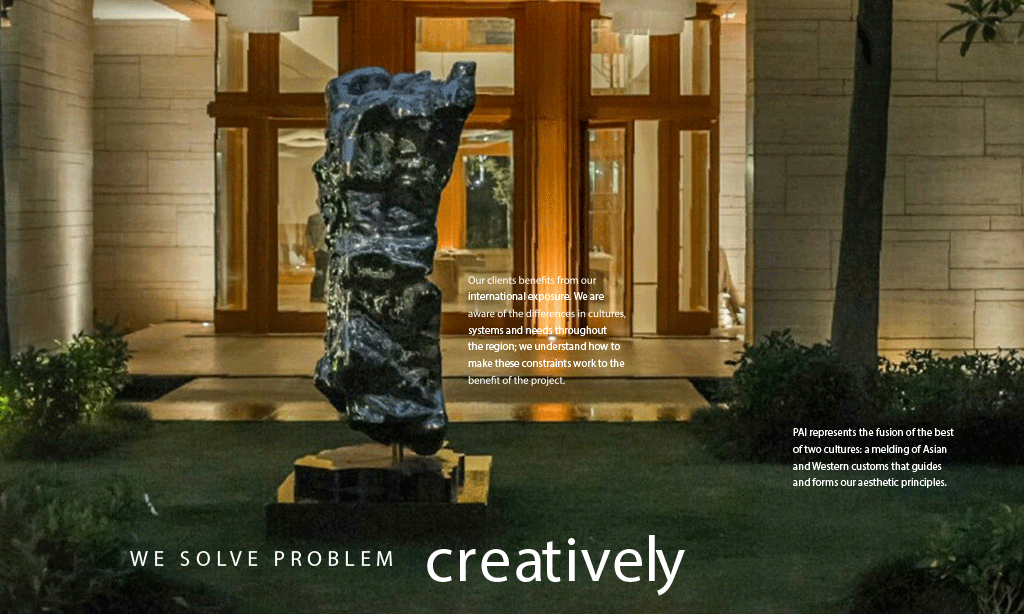 Our clients benefits from our
international exposure. We are
aware of the differences in cultures,
systems and needs throughout
the region; we understand how to
make these constraints work to the
benefit of the project.
PAI represents the fusion of the best
of two cultures: a melding of Asian
and Western customs that guides
and forms our aesthetic principles.
WE SOLVE PROBLEM creatively